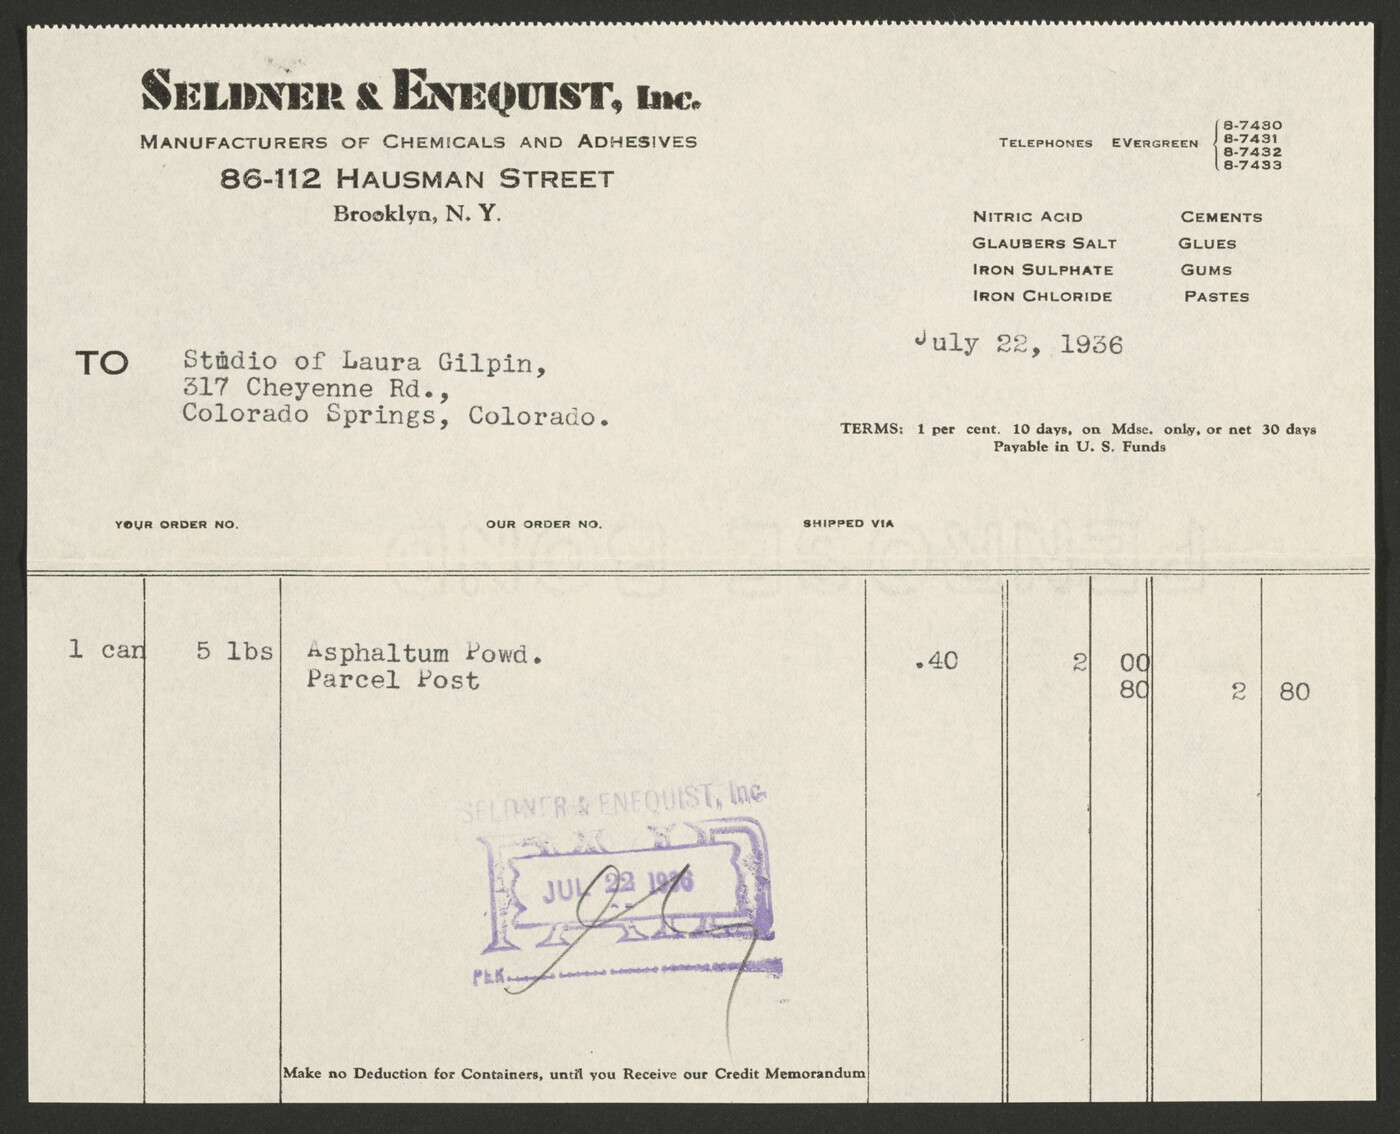 SELDNER & ENEQUIST, Inc.
MANUFACTURERS OF CHEMICALS AND ADHESIVES
86-112 HAUSMAN STREET
Brooklyn, N. Y.
TELEPHONES EVERGREEN
8-7430
8-7431
8-7432
8-7433
NITRIC ACID CEMENTS
GLAUBERS SALT GLUES
IRON SULPHATE GUMS
IRON CHLORIDE PASTES
July 22, 1936
TO Studio of Laura Gilpin,
317 Cheyenne Rd.,
Colorado Springs, Colorado.
TERMS: 1 per cent. 10 days, on Mdse. only, or net 30 days
Payable in U. S. Funds
YOUR ORDER NO. OUR ORDER NO. SHIPPED VIA
1 can 5 lbs Asphaltum Powd. .40 2 00
Parcel Post 80 2 80
SELDNER & ENEQUIST, Inc.
JUL 22 1936
PER
Make no Deduction for Containers, until you Receive our Credit Memorandum